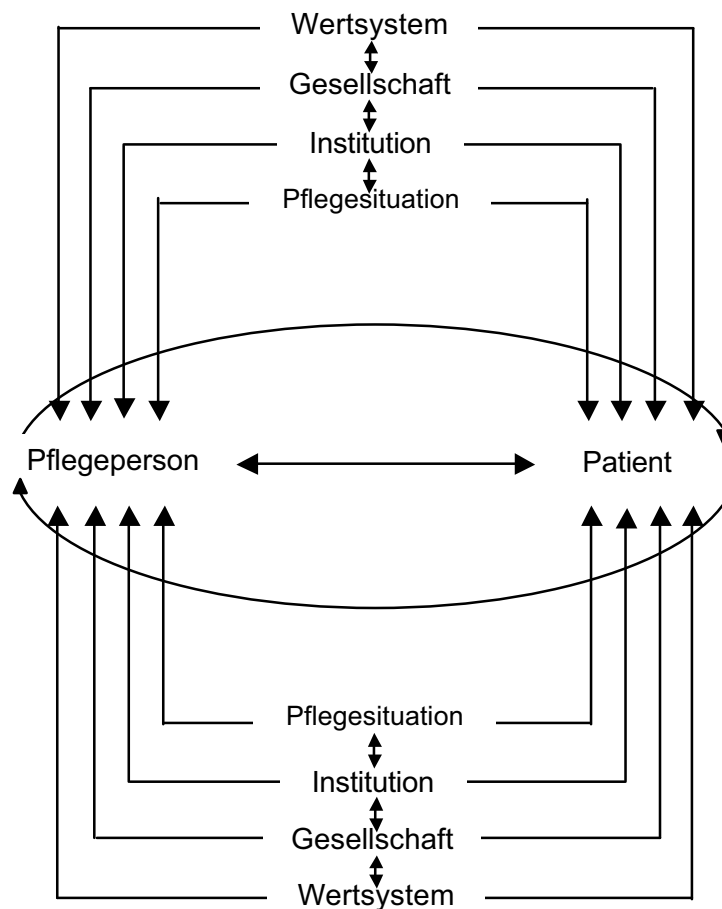 Wertsystem
Gesellschaft
Institution
Pflegesituation
Pflegeperson
Patient
Pflegesituation
Institution
Gesellschaft
Wertsystem